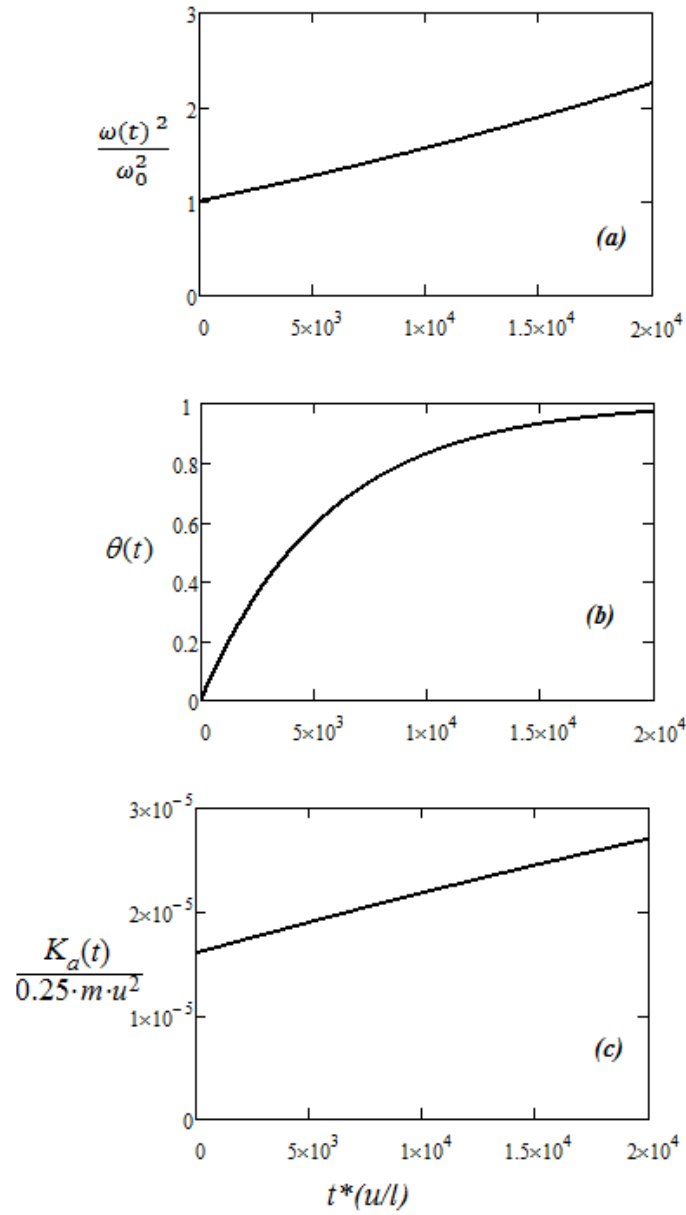 3
2
ω(t)²
ω₀²
1
(a)
0
0 5×10³ 1×10⁴ 1.5×10⁴ 2×10⁴
1
0.8
0.6
θ(t)
0.4
(b)
0.2
0
0 5×10³ 1×10⁴ 1.5×10⁴ 2×10⁴
3×10⁻⁵
2×10⁻⁵
Kₐ(t)
0.25·m·u²
1×10⁻⁵
(c)
0
0 5×10³ 1×10⁴ 1.5×10⁴ 2×10⁴
t*(u/l)